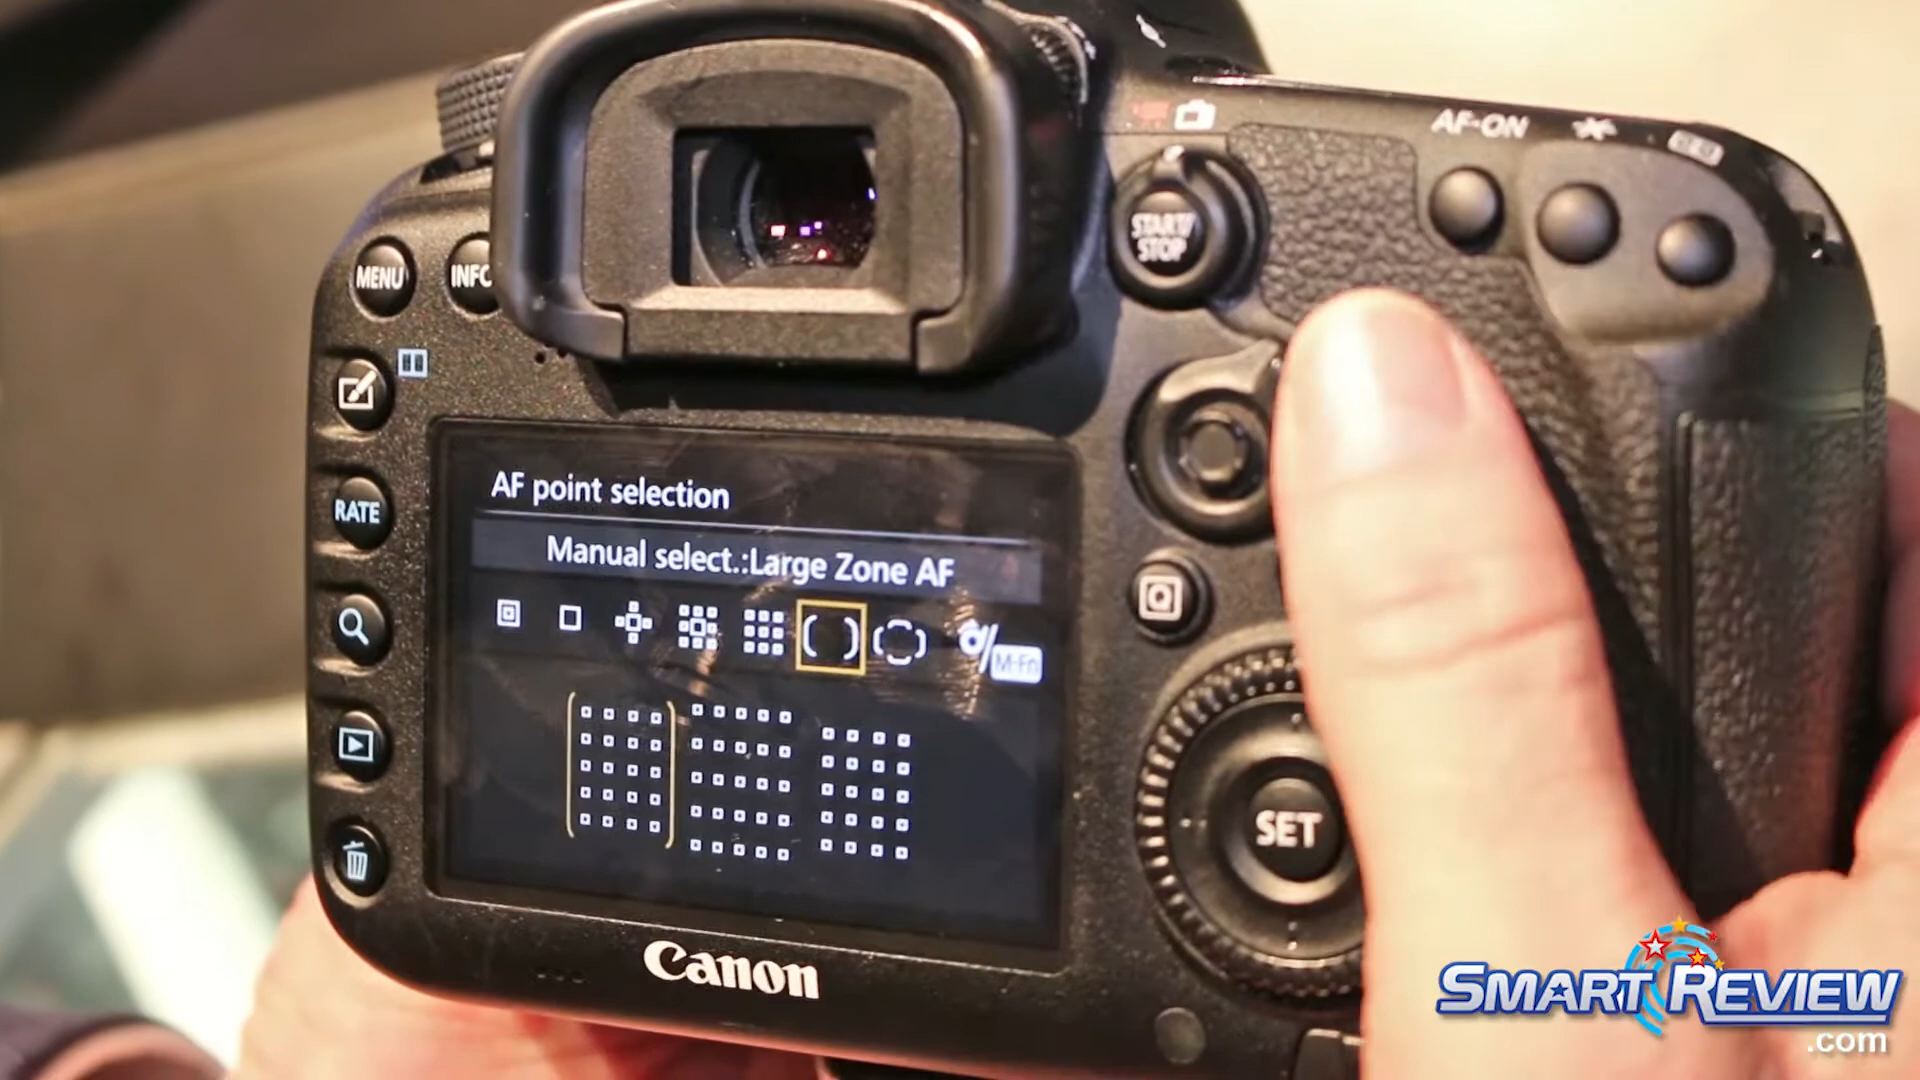 AF-ON
START/
STOP
MENU
INFO
RATE
AF point selection
Manual select.:Large Zone AF
M-Fn
Q
SET
Canon
SMART REVIEW
.com